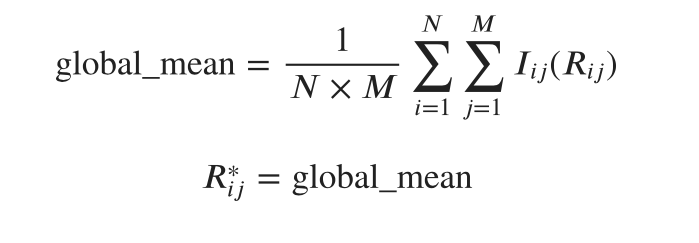 global_mean = \frac{1}{N \times M} \sum_{i=1}^{N} \sum_{j=1}^{M} I_{ij}(R_{ij})
R_{ij}^{*} = global_mean